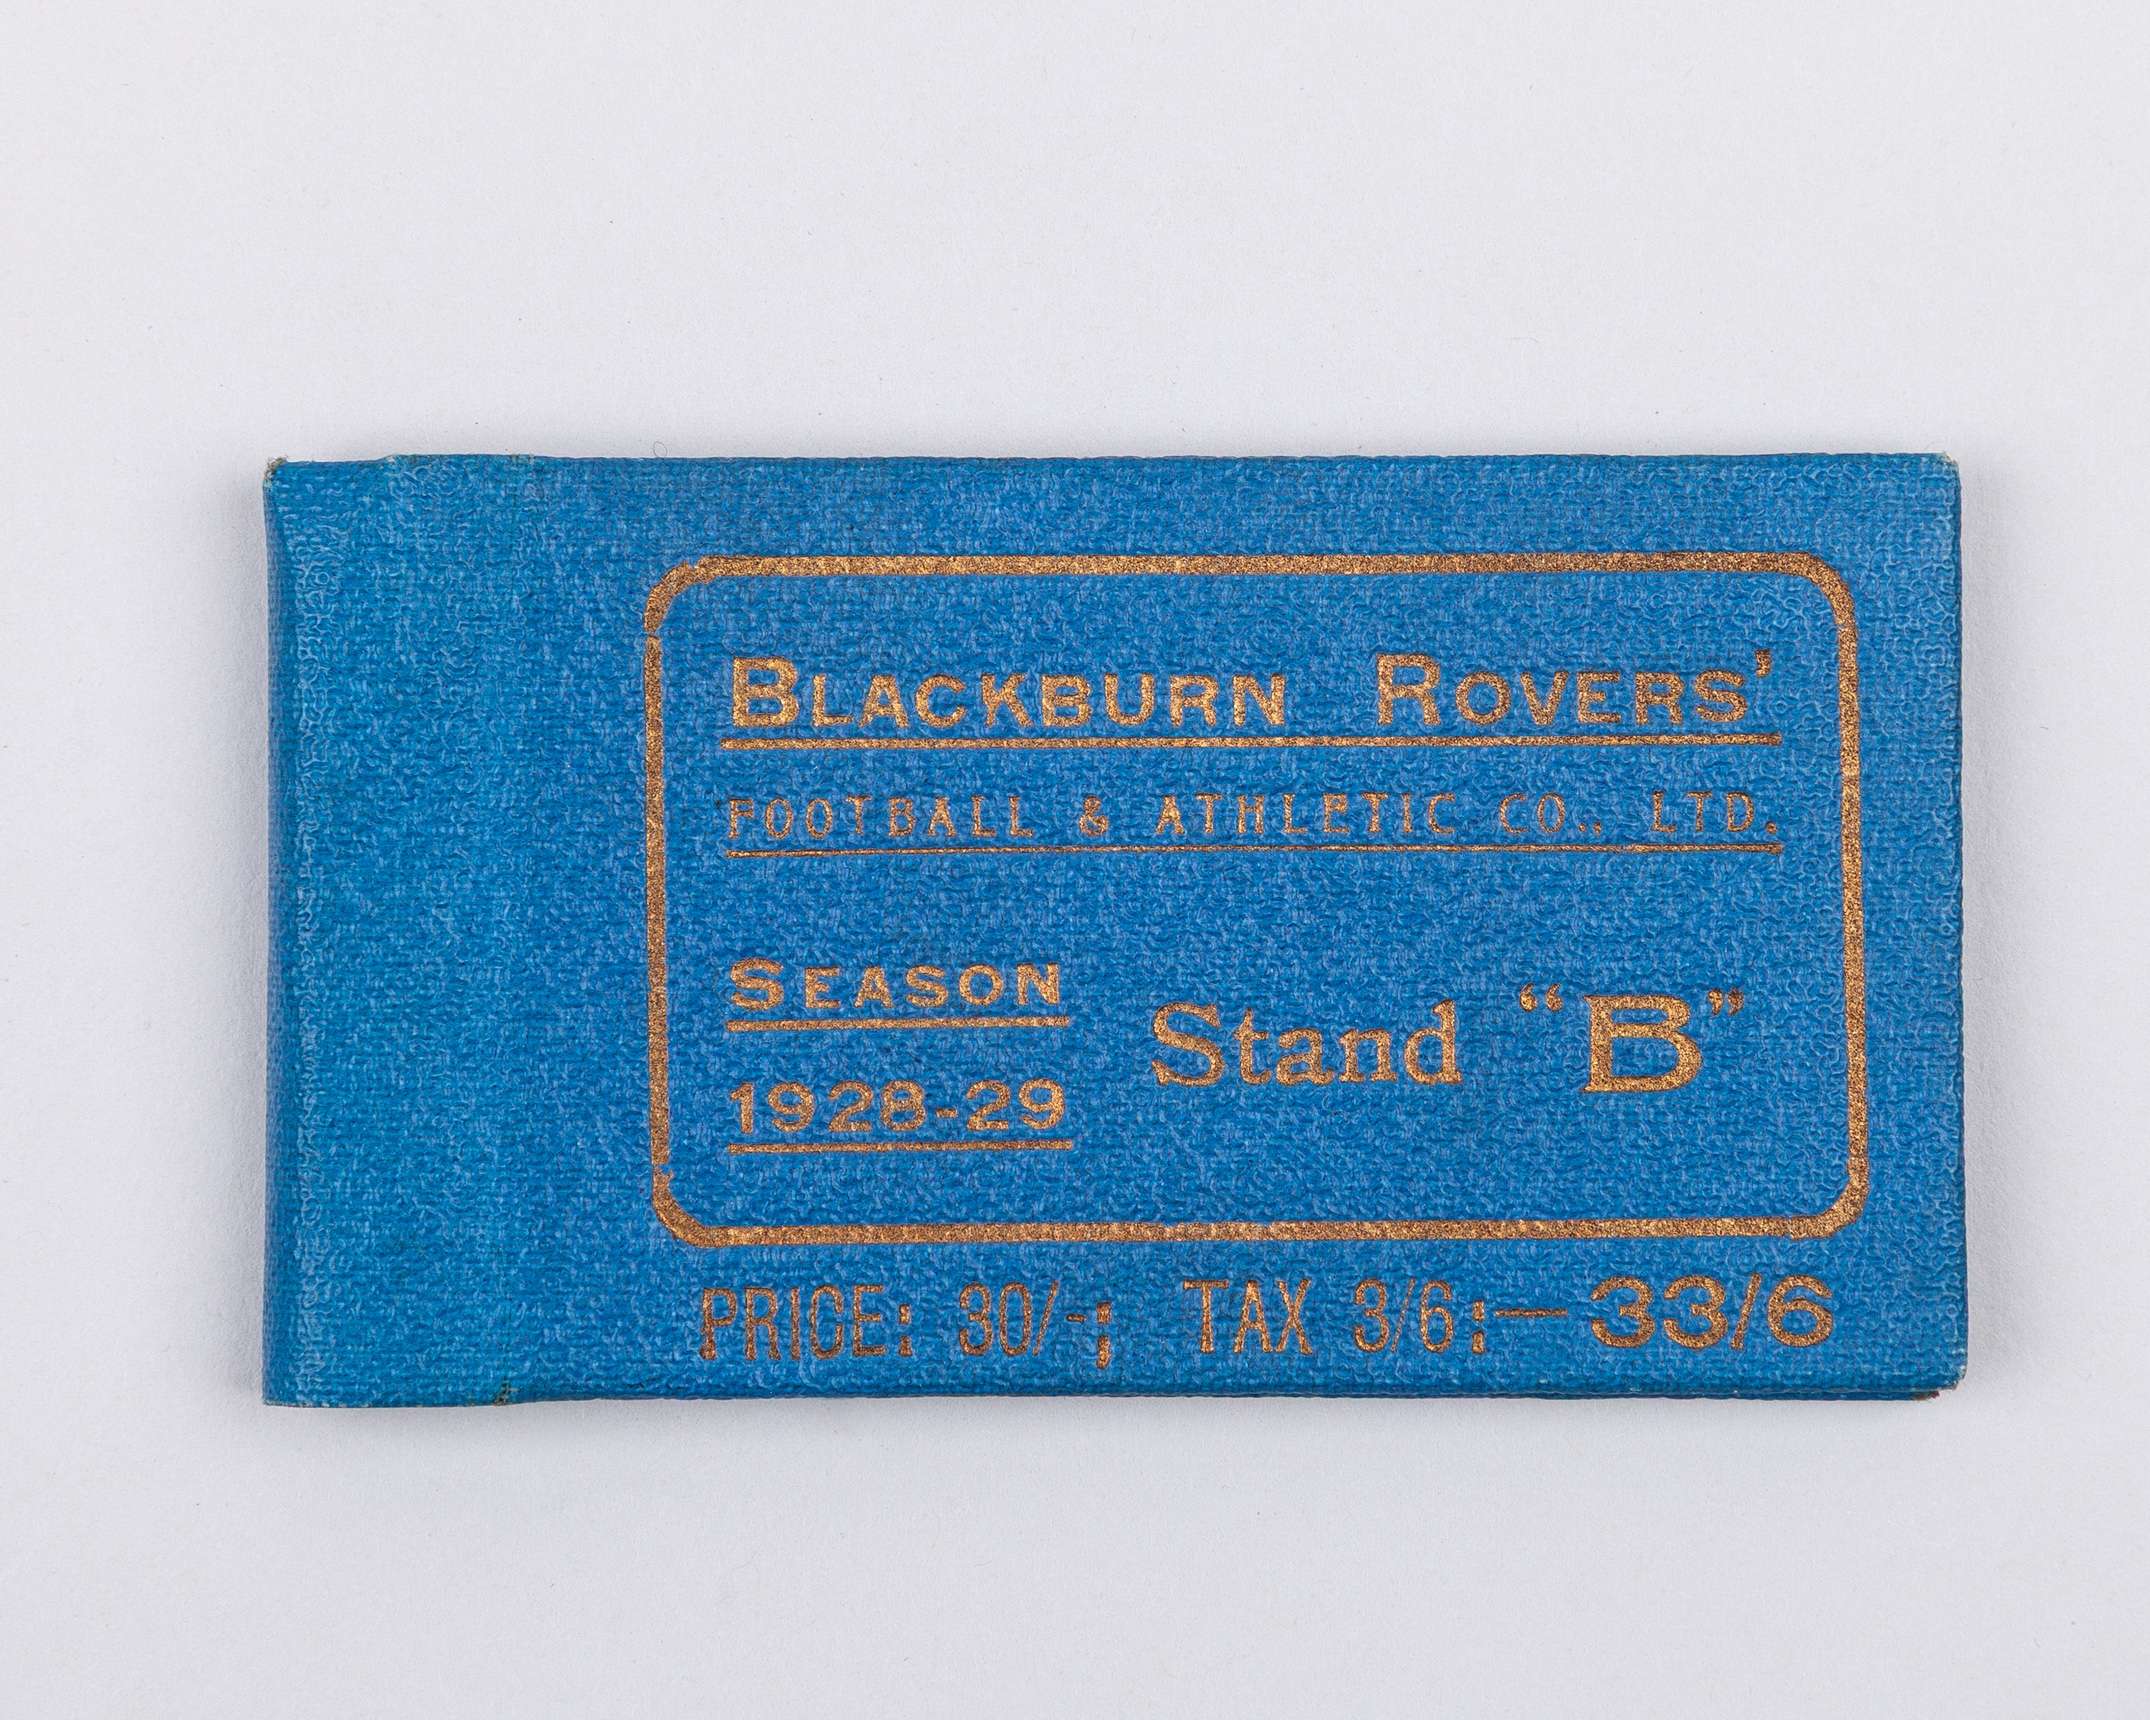 BLACKBURN ROVERS'
FOOTBALL & ATHLETIC CO., LTD.
SEASON
1928-29
Stand "B"
PRICE: 30/-; TAX 3/6:—33/6